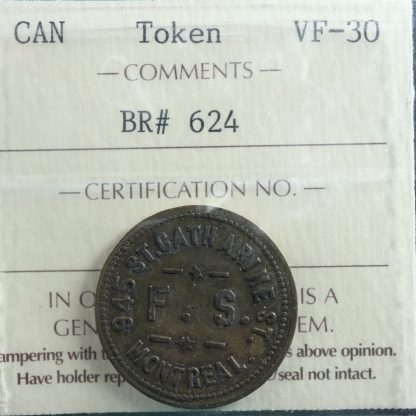 CAN Token VF-30
— COMMENTS —
BR# 624
— CERTIFICATION NO. —
945 ST. CATHARINE ST.
F. S.
MONTREAL.
IN O IS A
GEN EM.
ampering with t s above opinion.
Have holder rep /seal not intact.